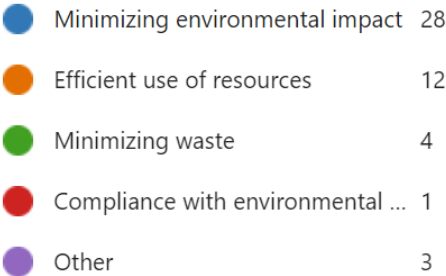 Minimizing environmental impact 28
Efficient use of resources 12
Minimizing waste 4
Compliance with environmental ... 1
Other 3